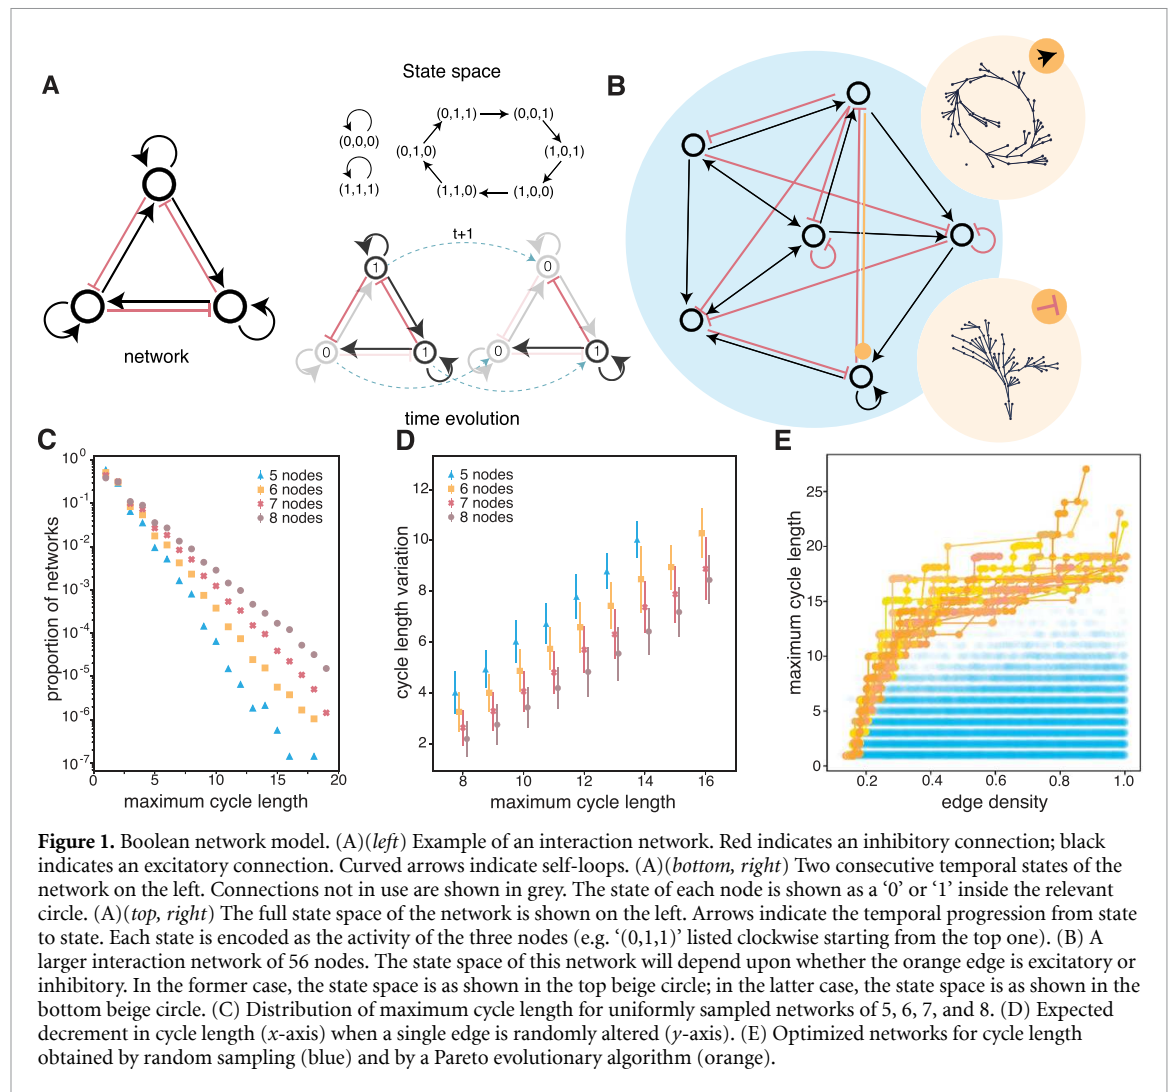 A
State space
(0,0,0)
(1,1,1)
(0,1,1)
(0,0,1)
(0,1,0)
(1,0,1)
(1,1,0)
(1,0,0)
network
t+1
1
0
1
0
0
1
time evolution
B
C
proportion of networks
10^0
10^-1
10^-2
10^-3
10^-4
10^-5
10^-6
10^-7
5 nodes
6 nodes
7 nodes
8 nodes
0
5
10
15
20
maximum cycle length
D
cycle length variation
12
10
8
6
4
2
5 nodes
6 nodes
7 nodes
8 nodes
8
10
12
14
16
maximum cycle length
E
maximum cycle length
25
20
15
10
5
0
0.2
0.4
0.6
0.8
1.0
edge density
Figure 1. Boolean network model. (A)(left) Example of an interaction network. Red indicates an inhibitory connection; black
indicates an excitatory connection. Curved arrows indicate self-loops. (A)(bottom, right) Two consecutive temporal states of the
network on the left. Connections not in use are shown in grey. The state of each node is shown as a ‘0’ or ‘1’ inside the relevant
circle. (A)(top, right) The full state space of the network is shown on the left. Arrows indicate the temporal progression from state
to state. Each state is encoded as the activity of the three nodes (e.g. ‘(0,1,1)’ listed clockwise starting from the top one). (B) A
larger interaction network of 56 nodes. The state space of this network will depend upon whether the orange edge is excitatory or
inhibitory. In the former case, the state space is as shown in the top beige circle; in the latter case, the state space is as shown in the
bottom beige circle. (C) Distribution of maximum cycle length for uniformly sampled networks of 5, 6, 7, and 8. (D) Expected
decrement in cycle length (x-axis) when a single edge is randomly altered (y-axis). (E) Optimized networks for cycle length
obtained by random sampling (blue) and by a Pareto evolutionary algorithm (orange).